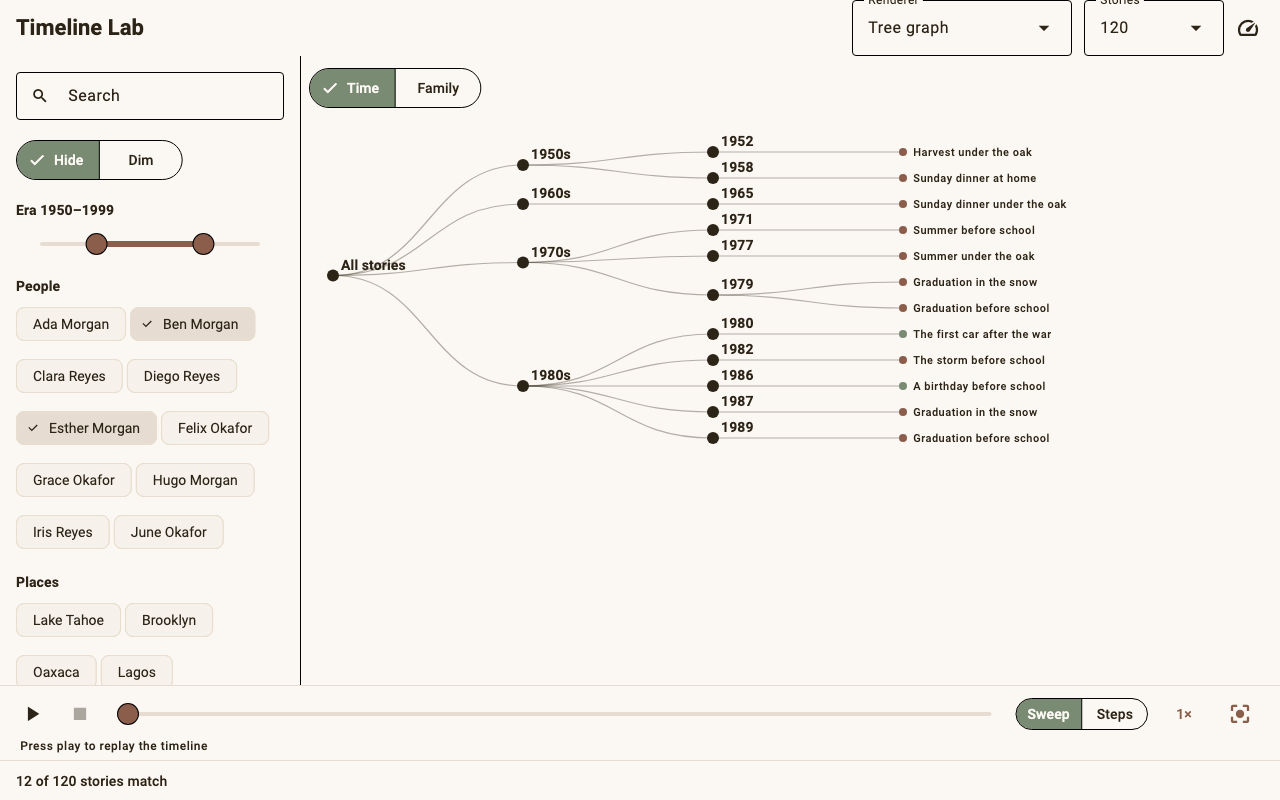 Timeline Lab
Renderer
Tree graph
Stories
120
Search
Hide
Dim
Era 1950–1999
People
Ada Morgan
Ben Morgan
Clara Reyes
Diego Reyes
Esther Morgan
Felix Okafor
Grace Okafor
Hugo Morgan
Iris Reyes
June Okafor
Places
Lake Tahoe
Brooklyn
Oaxaca
Lagos
Time
Family
All stories
1950s
1960s
1970s
1980s
1952
1958
1965
1971
1977
1979
1980
1982
1986
1987
1989
Harvest under the oak
Sunday dinner at home
Sunday dinner under the oak
Summer before school
Summer under the oak
Graduation in the snow
Graduation before school
The first car after the war
The storm before school
A birthday before school
Graduation in the snow
Graduation before school
Sweep
Steps
1×
Press play to replay the timeline
12 of 120 stories match